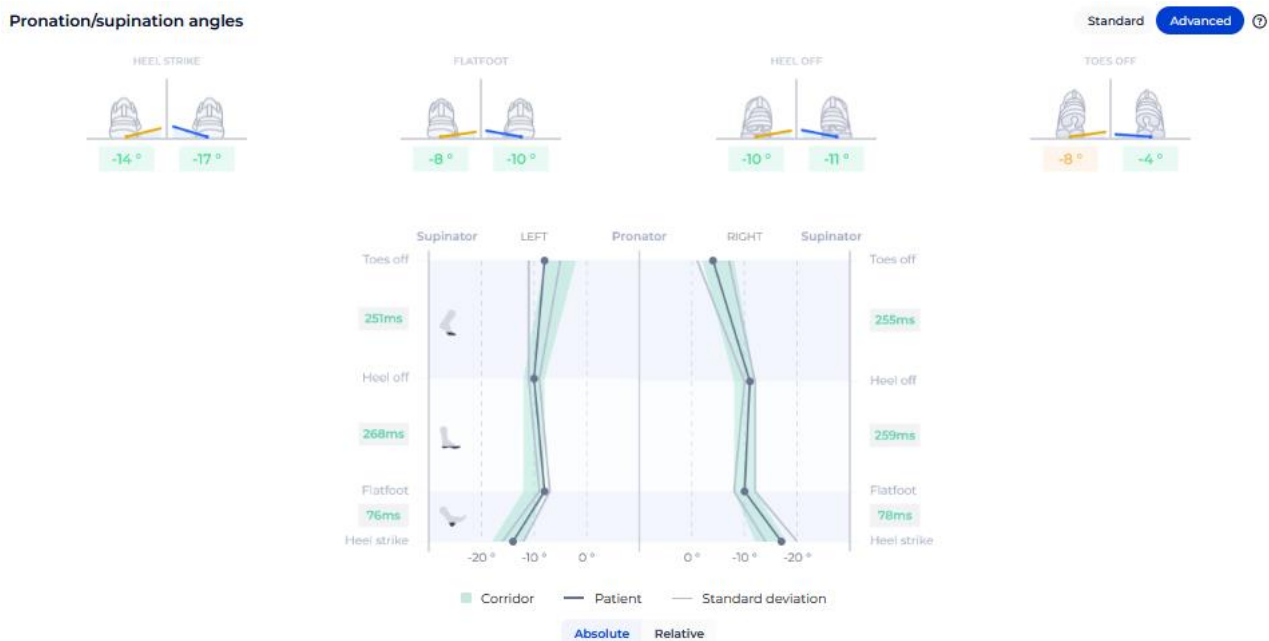 Pronation/supination angles
Standard Advanced ?
HEEL STRIKE FLATFOOT HEEL OFF TOES OFF
-14 ° -17 ° -8 ° -10 ° -10 ° -11 ° -8 ° -4 °
Supinator LEFT Pronator RIGHT Supinator
Toes off Toes off
251ms 255ms
Heel off Heel off
268ms 259ms
Flatfoot Flatfoot
76ms 78ms
Heel strike Heel strike
-20 ° -10 ° 0 ° 0 ° -10 ° -20 °
Corridor Patient Standard deviation
Absolute Relative